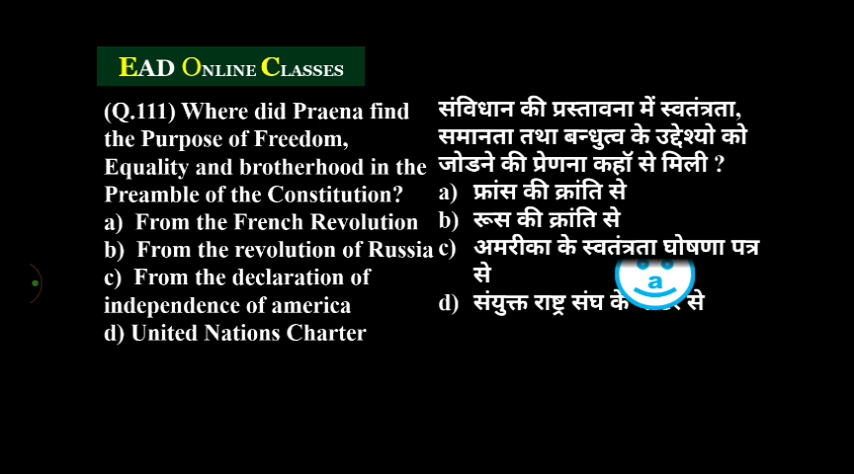 EAD ONLINE CLASSES
(Q.111) Where did Praena find
the Purpose of Freedom,
Equality and brotherhood in the
Preamble of the Constitution?
a) From the French Revolution
b) From the revolution of Russia
c) From the declaration of
independence of america
d) United Nations Charter
संविधान की प्रस्तावना में स्वतंत्रता,
समानता तथा बन्धुत्व के उद्देश्यो को
जोडने की प्रेणना कहॉ से मिली ?
a) फ्रांस की क्रांति से
b) रूस की क्रांति से
c) अमरीका के स्वतंत्रता घोषणा पत्र
से
d) संयुक्त राष्ट्र संघ के से
a